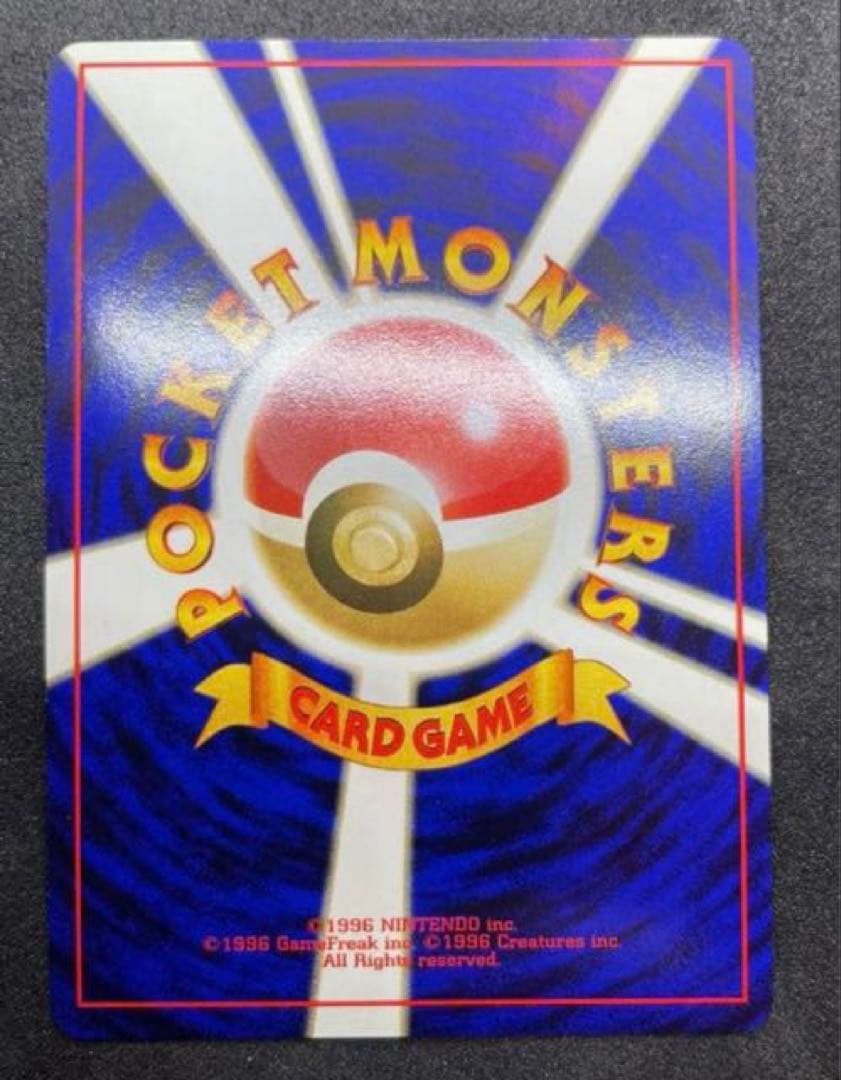 POCKET MONSTERS
CARD GAME
©1996 NINTENDO inc.
©1996 GameFreak inc. ©1996 Creatures inc.
All Rights reserved.